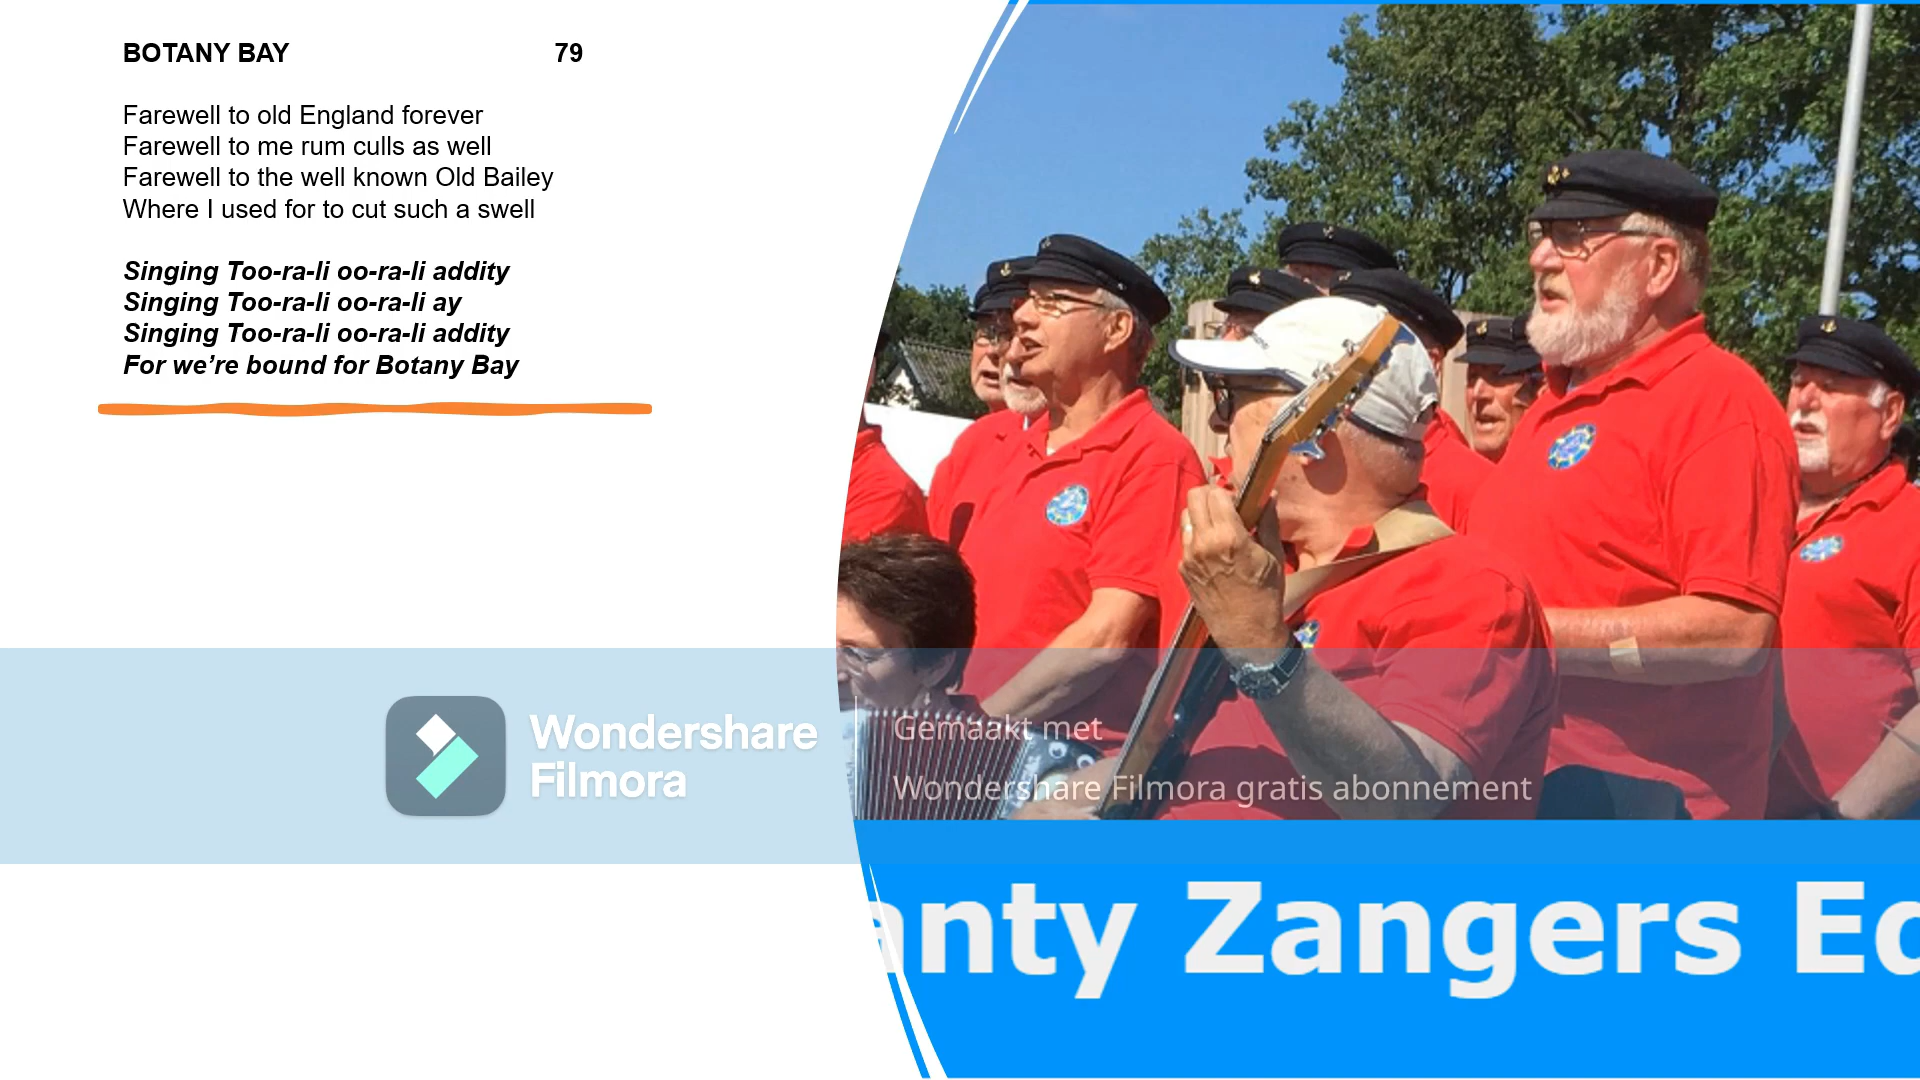 BOTANY BAY 79
Farewell to old England forever
Farewell to me rum culls as well
Farewell to the well known Old Bailey
Where I used for to cut such a swell
Singing Too-ra-li oo-ra-li addity
Singing Too-ra-li oo-ra-li ay
Singing Too-ra-li oo-ra-li addity
For we’re bound for Botany Bay
Wondershare
Filmora
Gemaakt met
Wondershare Filmora gratis abonnement
anty Zangers Ed